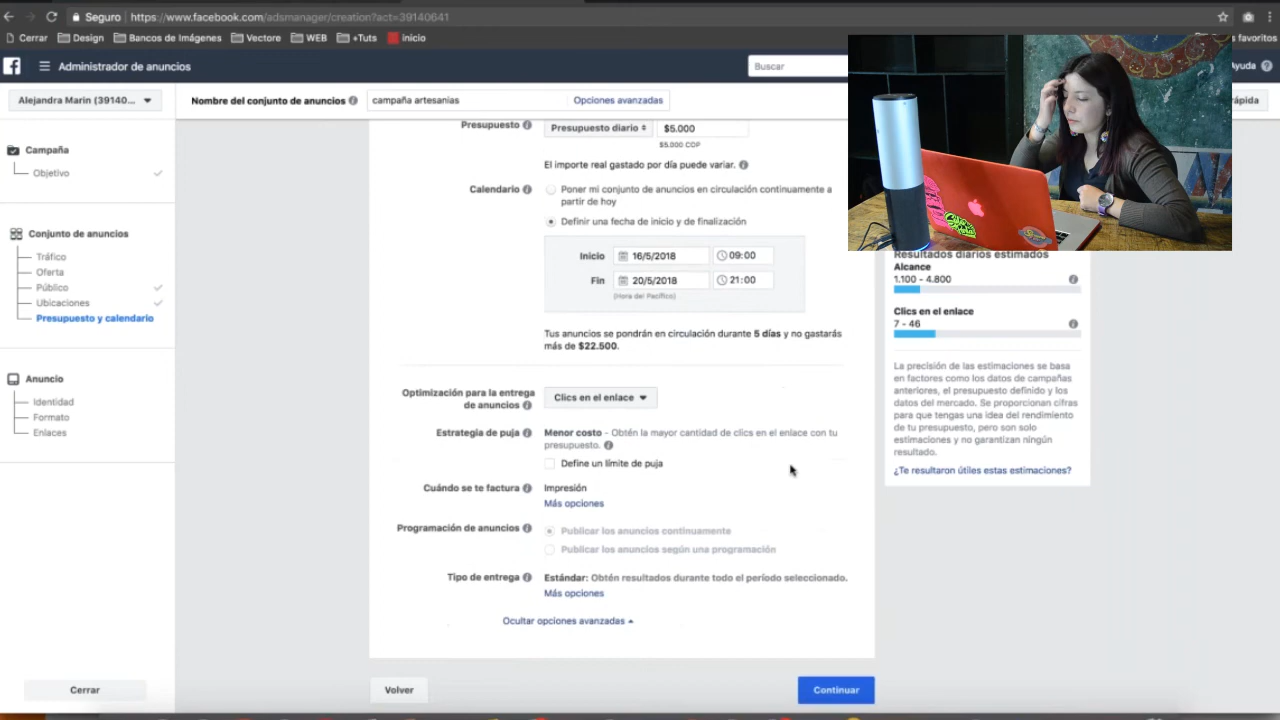 Seguro https://www.facebook.com/adsmanager/creation?act=39140641
Cerrar Design Bancos de Imágenes Vectore WEB +Tuts Inicio s favoritos
Administrador de anuncios Buscar Ayuda
Alejandra Marin (39140... Nombre del conjunto de anuncios campaña artesanias Opciones avanzadas ápida
Campaña
Objetivo
Conjunto de anuncios
Tráfico
Oferta
Público
Ubicaciones
Presupuesto y calendario
Anuncio
Identidad
Formato
Enlaces
Cerrar
Presupuesto Presupuesto diario $5.000
$5.000 COP
El importe real gastado por día puede variar.
Calendario Poner mi conjunto de anuncios en circulación continuamente a
partir de hoy
Definir una fecha de inicio y de finalización
Inicio 16/5/2018 09:00
Fin 20/5/2018 21:00
(Hora del Pacífico)
Tus anuncios se pondrán en circulación durante 5 días y no gastarás
más de $22.500.
Optimización para la entrega
de anuncios Clics en el enlace
Estrategia de puja Menor costo - Obtén la mayor cantidad de clics en el enlace con tu
presupuesto.
Define un límite de puja
Cuándo se te factura Impresión
Más opciones
Programación de anuncios Publicar los anuncios continuamente
Publicar los anuncios según una programación
Tipo de entrega Estándar: Obtén resultados durante todo el período seleccionado.
Más opciones
Ocultar opciones avanzadas
Volver Continuar
Resultados diarios estimados
Alcance
1.100 - 4.800
Clics en el enlace
7 - 46
La precisión de las estimaciones se basa
en factores como los datos de campañas
anteriores, el presupuesto definido y los
datos del mercado. Se proporcionan cifras
para que tengas una idea del rendimiento
de tu presupuesto, pero son solo
estimaciones y no garantizan ningún
resultado.
¿Te resultaron útiles estas estimaciones?